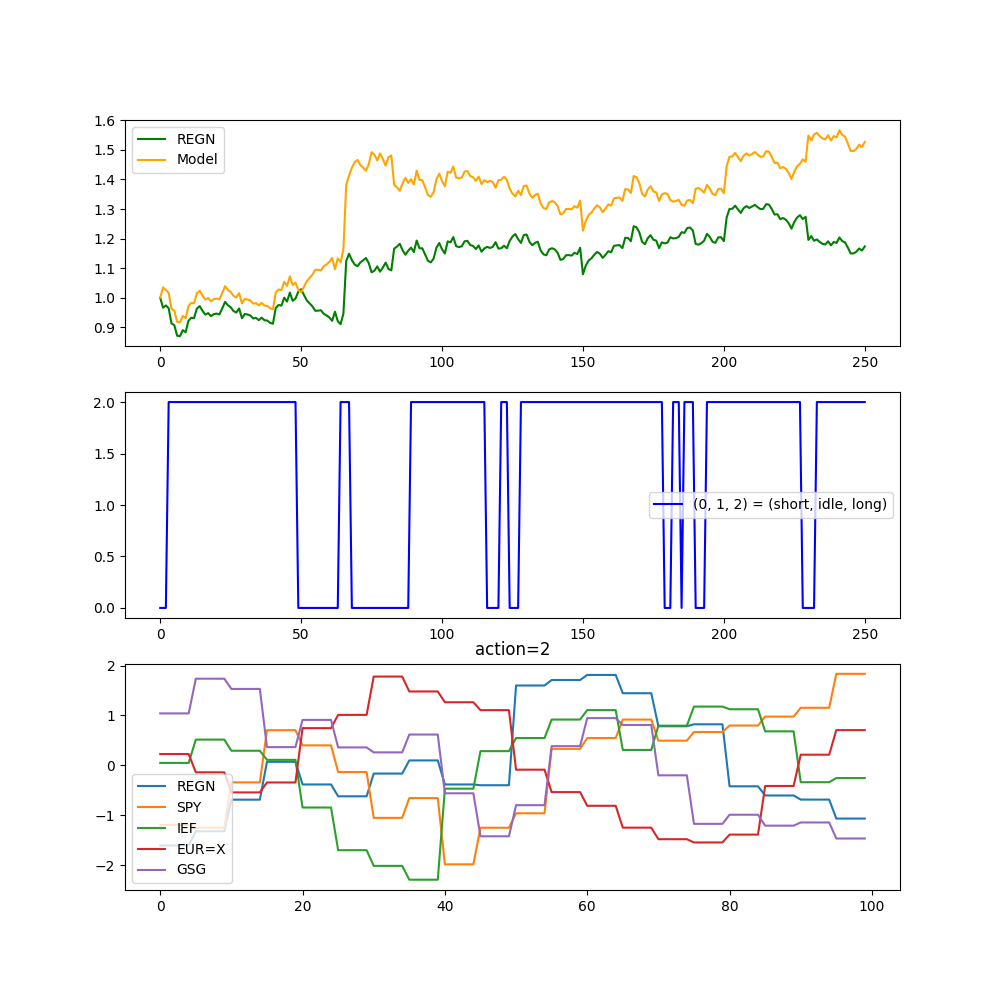 1.6
1.5
1.4
1.3
1.2
1.1
1.0
0.9
REGN
Model
0 50 100 150 200 250
2.0
1.5
1.0
0.5
0.0
(0, 1, 2) = (short, idle, long)
0 50 100 150 200 250
action=2
2
1
0
−1
−2
REGN
SPY
IEF
EUR=X
GSG
0 20 40 60 80 100